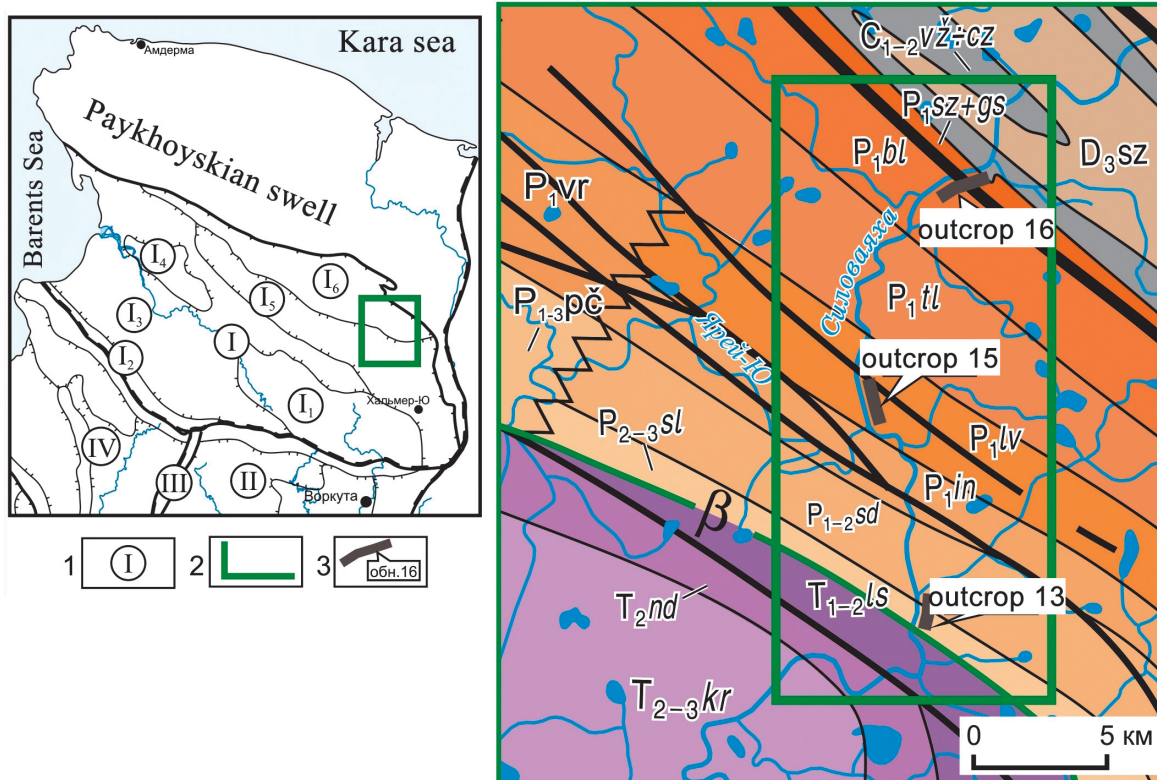 Амдерма
Kara sea
Paykhoyskian swell
Barents Sea
I₄
I₆
I₅
I₃
I
I₂
I₁
Хальмер-Ю
IV
III
II
Воркута
1
I
2
3
обн.16
C₁₋₂vž÷cz
P₁sz+gs
D₃sz
P₁bl
P₁vr
outcrop 16
Силоваяха
P₁tl
P₁₋₃pč
Ярей-Ю
outcrop 15
P₂₋₃sl
P₁lv
P₁in
P₁₋₂sd
β
T₁₋₂ls
outcrop 13
T₂nd
T₂₋₃kr
0
5 км